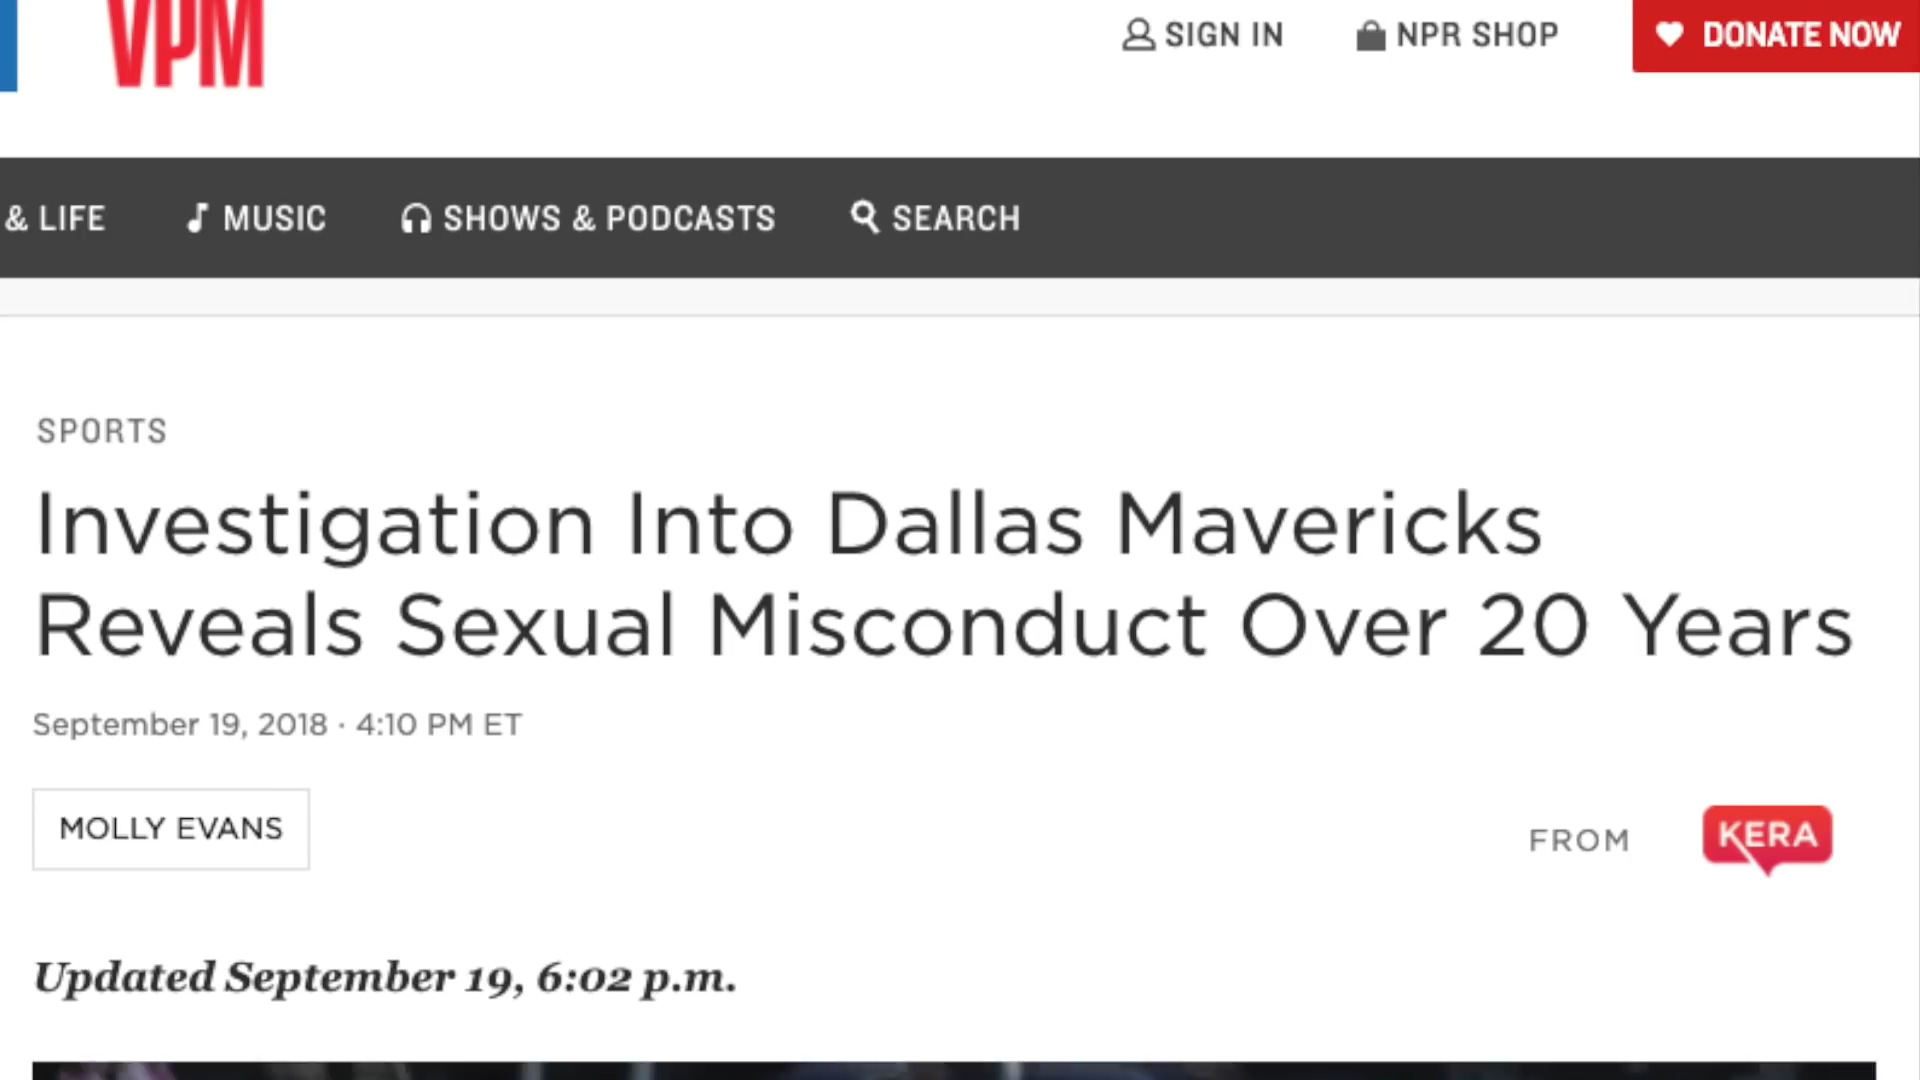 VPM
SIGN IN
NPR SHOP
DONATE NOW
& LIFE
MUSIC
SHOWS & PODCASTS
SEARCH
SPORTS
Investigation Into Dallas Mavericks
Reveals Sexual Misconduct Over 20 Years
September 19, 2018 · 4:10 PM ET
MOLLY EVANS
FROM
KERA
Updated September 19, 6:02 p.m.